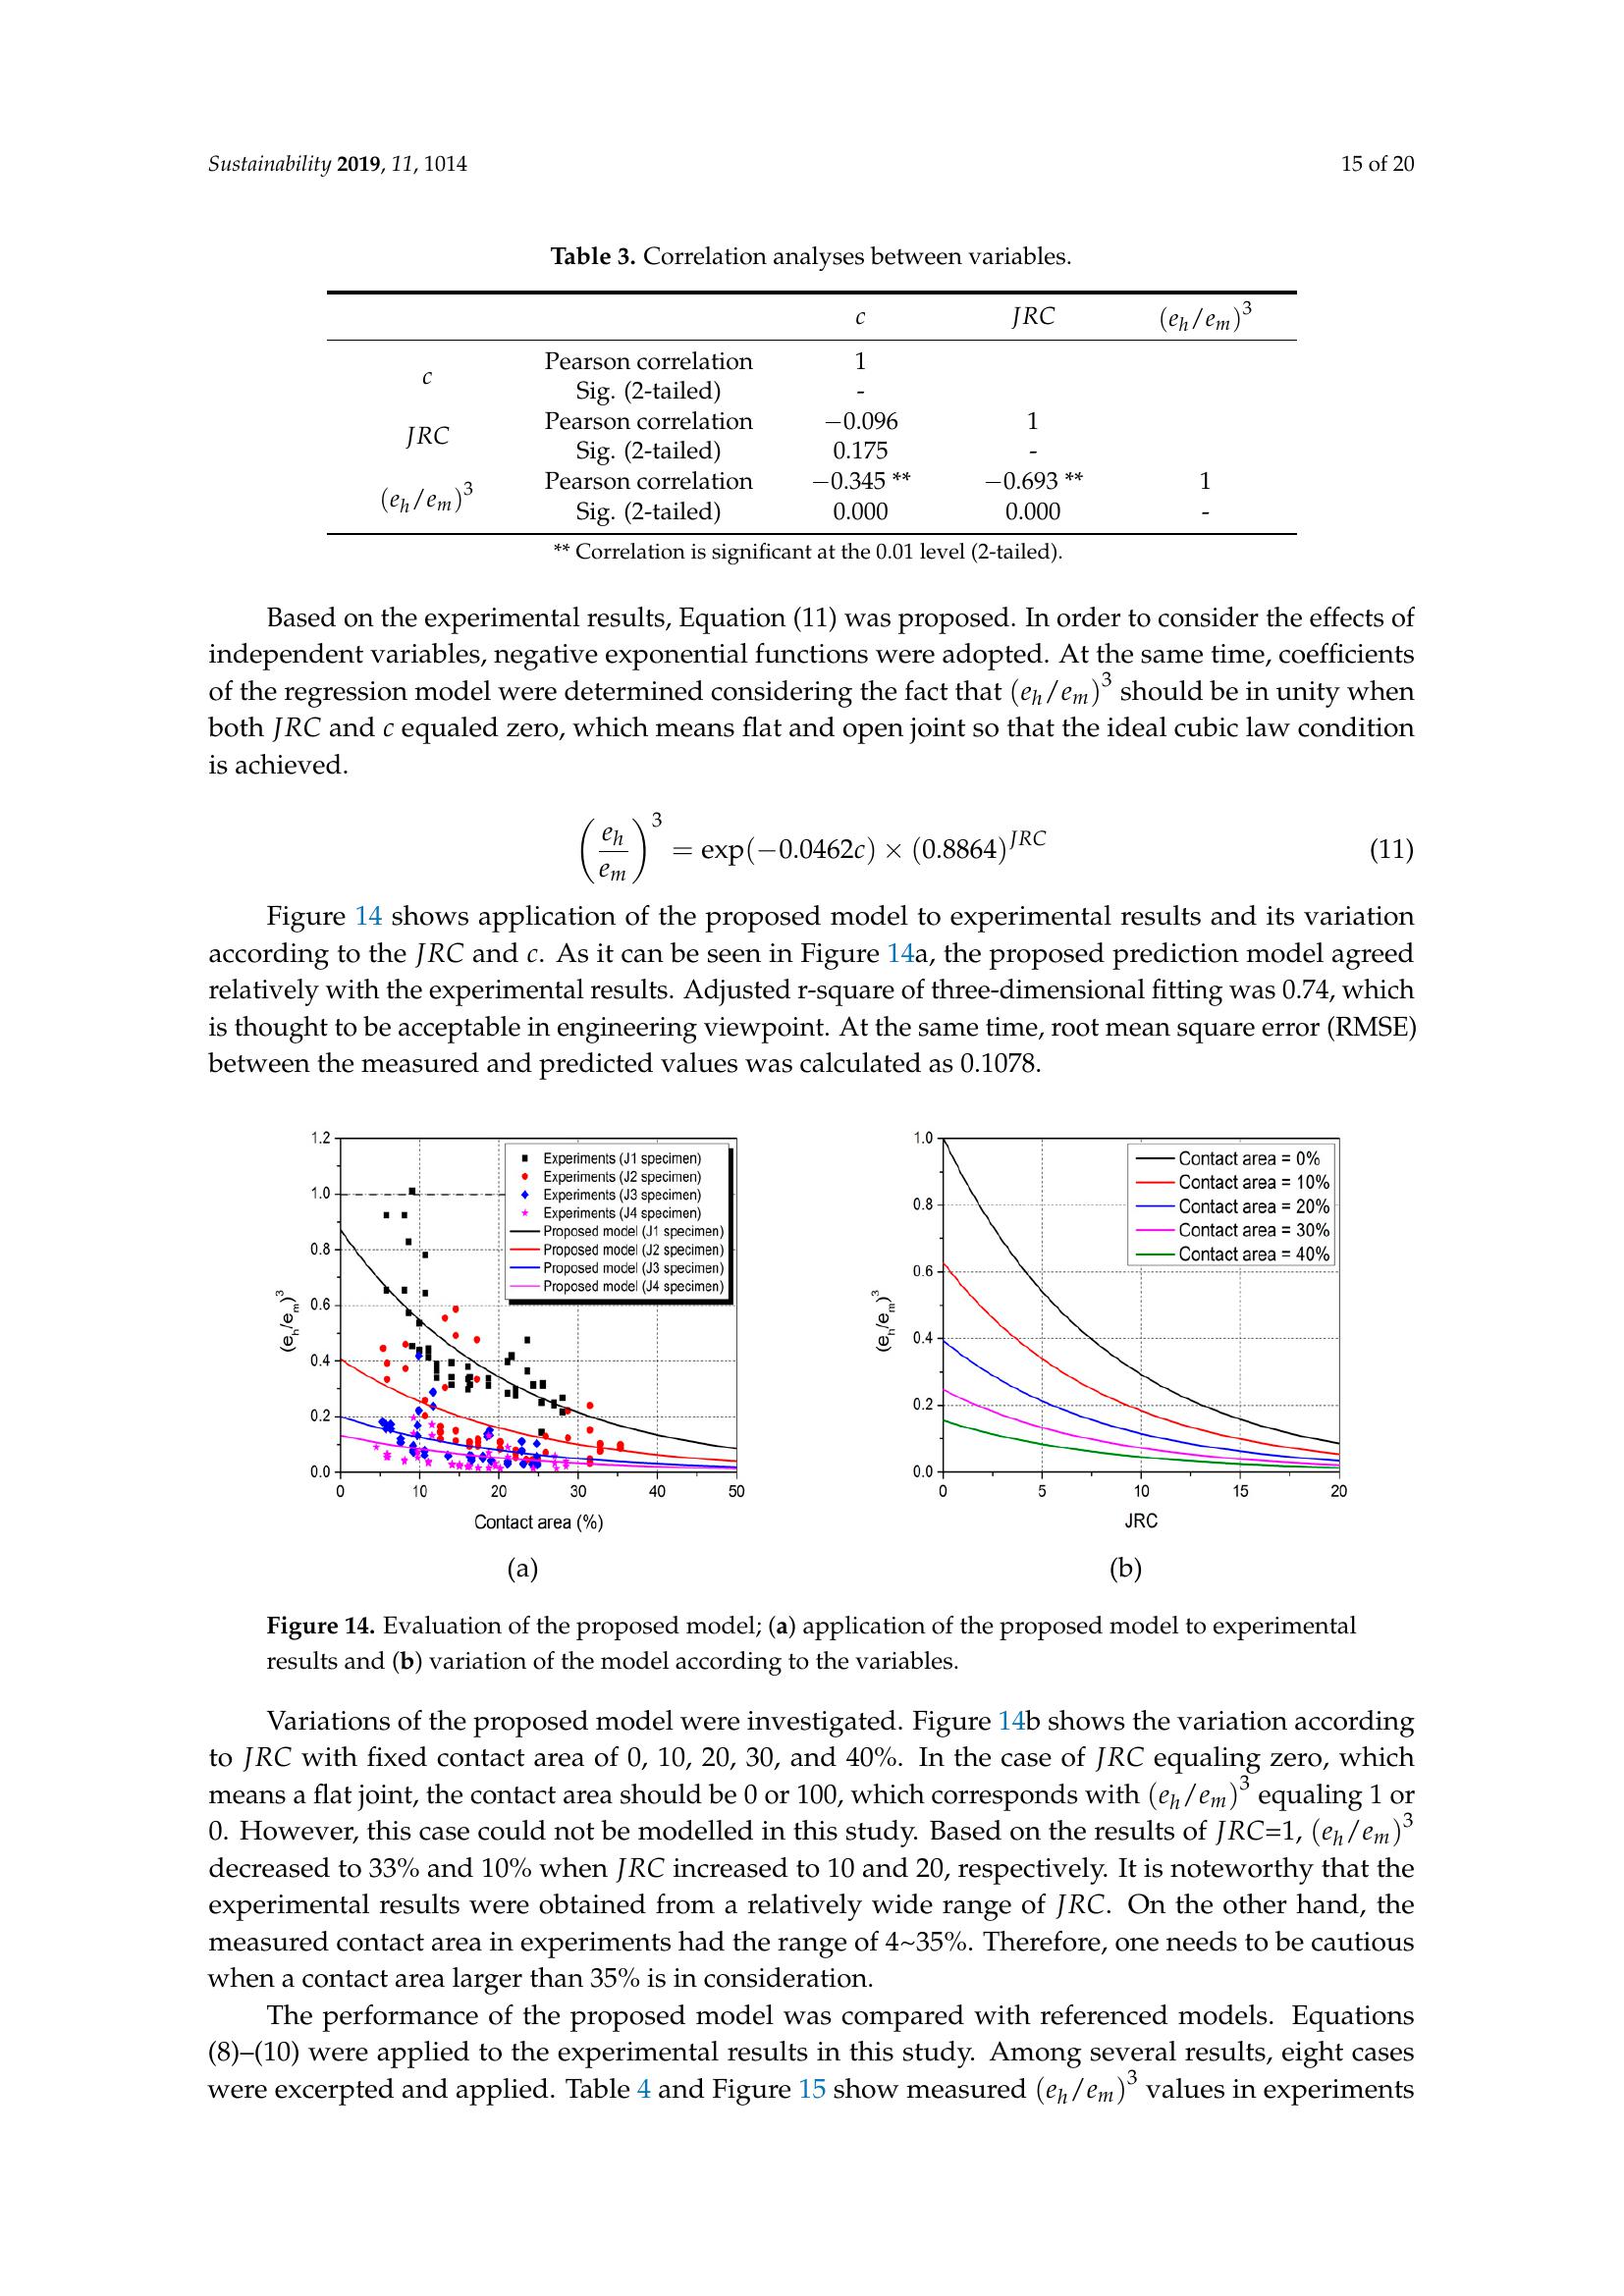 Sustainability 2019, 11, 1014 15 of 20
Table 3. Correlation analyses between variables.
c JRC (e_h/e_m)^3
c Pearson correlation 1
Sig. (2-tailed) -
JRC Pearson correlation −0.096 1
Sig. (2-tailed) 0.175 -
(e_h/e_m)^3 Pearson correlation −0.345 ** −0.693 ** 1
Sig. (2-tailed) 0.000 0.000 -
** Correlation is significant at the 0.01 level (2-tailed).
Based on the experimental results, Equation (11) was proposed. In order to consider the effects of
independent variables, negative exponential functions were adopted. At the same time, coefficients
of the regression model were determined considering the fact that (e_h/e_m)^3 should be in unity when
both JRC and c equaled zero, which means flat and open joint so that the ideal cubic law condition
is achieved.
(e_h/e_m)^3 = exp(−0.0462c) × (0.8864)^JRC (11)
Figure 14 shows application of the proposed model to experimental results and its variation
according to the JRC and c. As it can be seen in Figure 14a, the proposed prediction model agreed
relatively with the experimental results. Adjusted r-square of three-dimensional fitting was 0.74, which
is thought to be acceptable in engineering viewpoint. At the same time, root mean square error (RMSE)
between the measured and predicted values was calculated as 0.1078.
1.2
1.0
0.8
0.6
0.4
0.2
0.0
(e_h/e_m)^3
0 10 20 30 40 50
Contact area (%)
Experiments (J1 specimen)
Experiments (J2 specimen)
Experiments (J3 specimen)
Experiments (J4 specimen)
Proposed model (J1 specimen)
Proposed model (J2 specimen)
Proposed model (J3 specimen)
Proposed model (J4 specimen)
(a)
1.0
0.8
0.6
0.4
0.2
0.0
(e_h/e_m)^3
0 5 10 15 20
JRC
Contact area = 0%
Contact area = 10%
Contact area = 20%
Contact area = 30%
Contact area = 40%
(b)
Figure 14. Evaluation of the proposed model; (a) application of the proposed model to experimental
results and (b) variation of the model according to the variables.
Variations of the proposed model were investigated. Figure 14b shows the variation according
to JRC with fixed contact area of 0, 10, 20, 30, and 40%. In the case of JRC equaling zero, which
means a flat joint, the contact area should be 0 or 100, which corresponds with (e_h/e_m)^3 equaling 1 or
0. However, this case could not be modelled in this study. Based on the results of JRC=1, (e_h/e_m)^3
decreased to 33% and 10% when JRC increased to 10 and 20, respectively. It is noteworthy that the
experimental results were obtained from a relatively wide range of JRC. On the other hand, the
measured contact area in experiments had the range of 4~35%. Therefore, one needs to be cautious
when a contact area larger than 35% is in consideration.
The performance of the proposed model was compared with referenced models. Equations
(8)–(10) were applied to the experimental results in this study. Among several results, eight cases
were excerpted and applied. Table 4 and Figure 15 show measured (e_h/e_m)^3 values in experiments